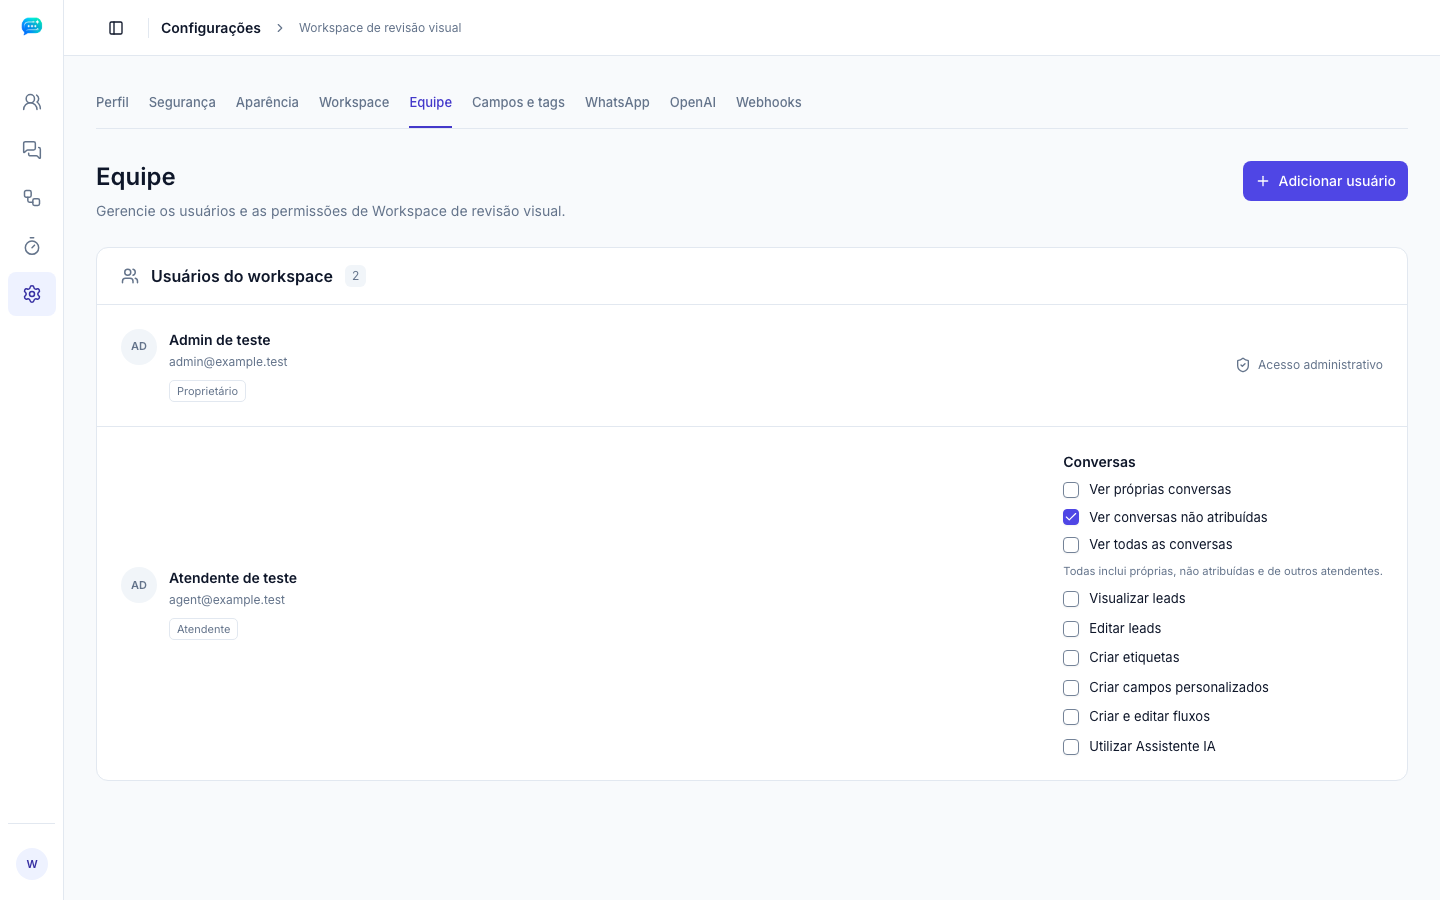 Configurações
Workspace de revisão visual
Perfil Segurança Aparência Workspace Equipe Campos e tags WhatsApp OpenAI Webhooks
Equipe
Adicionar usuário
Gerencie os usuários e as permissões de Workspace de revisão visual.
Usuários do workspace 2
AD
Admin de teste
admin@example.test
Proprietário
Acesso administrativo
AD
Atendente de teste
agent@example.test
Atendente
Conversas
Ver próprias conversas
Ver conversas não atribuídas
Ver todas as conversas
Todas inclui próprias, não atribuídas e de outros atendentes.
Visualizar leads
Editar leads
Criar etiquetas
Criar campos personalizados
Criar e editar fluxos
Utilizar Assistente IA
W